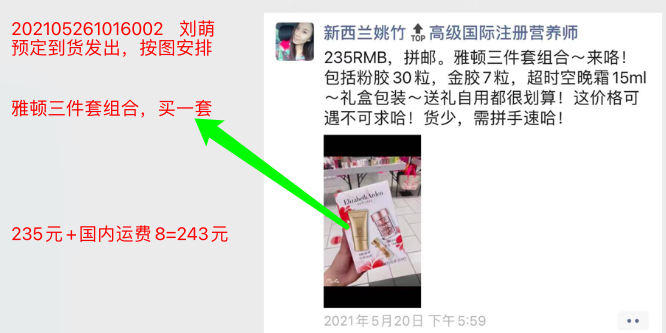 202105261016002 刘萌
预定到货发出，按图安排
雅顿三件套组合，买一套
235元+国内运费8=243元
新西兰姚竹🔝高级国际注册营养师
235RMB，拼邮。雅顿三件套组合～来咯！
包括粉胶30粒，金胶7粒，超时空晚霜15ml
～礼盒包装～送礼自用都很划算！这价格可
遇不可求哈！货少，需拼手速哈！
Elizabeth Arden
2021年5月20日 下午5:59